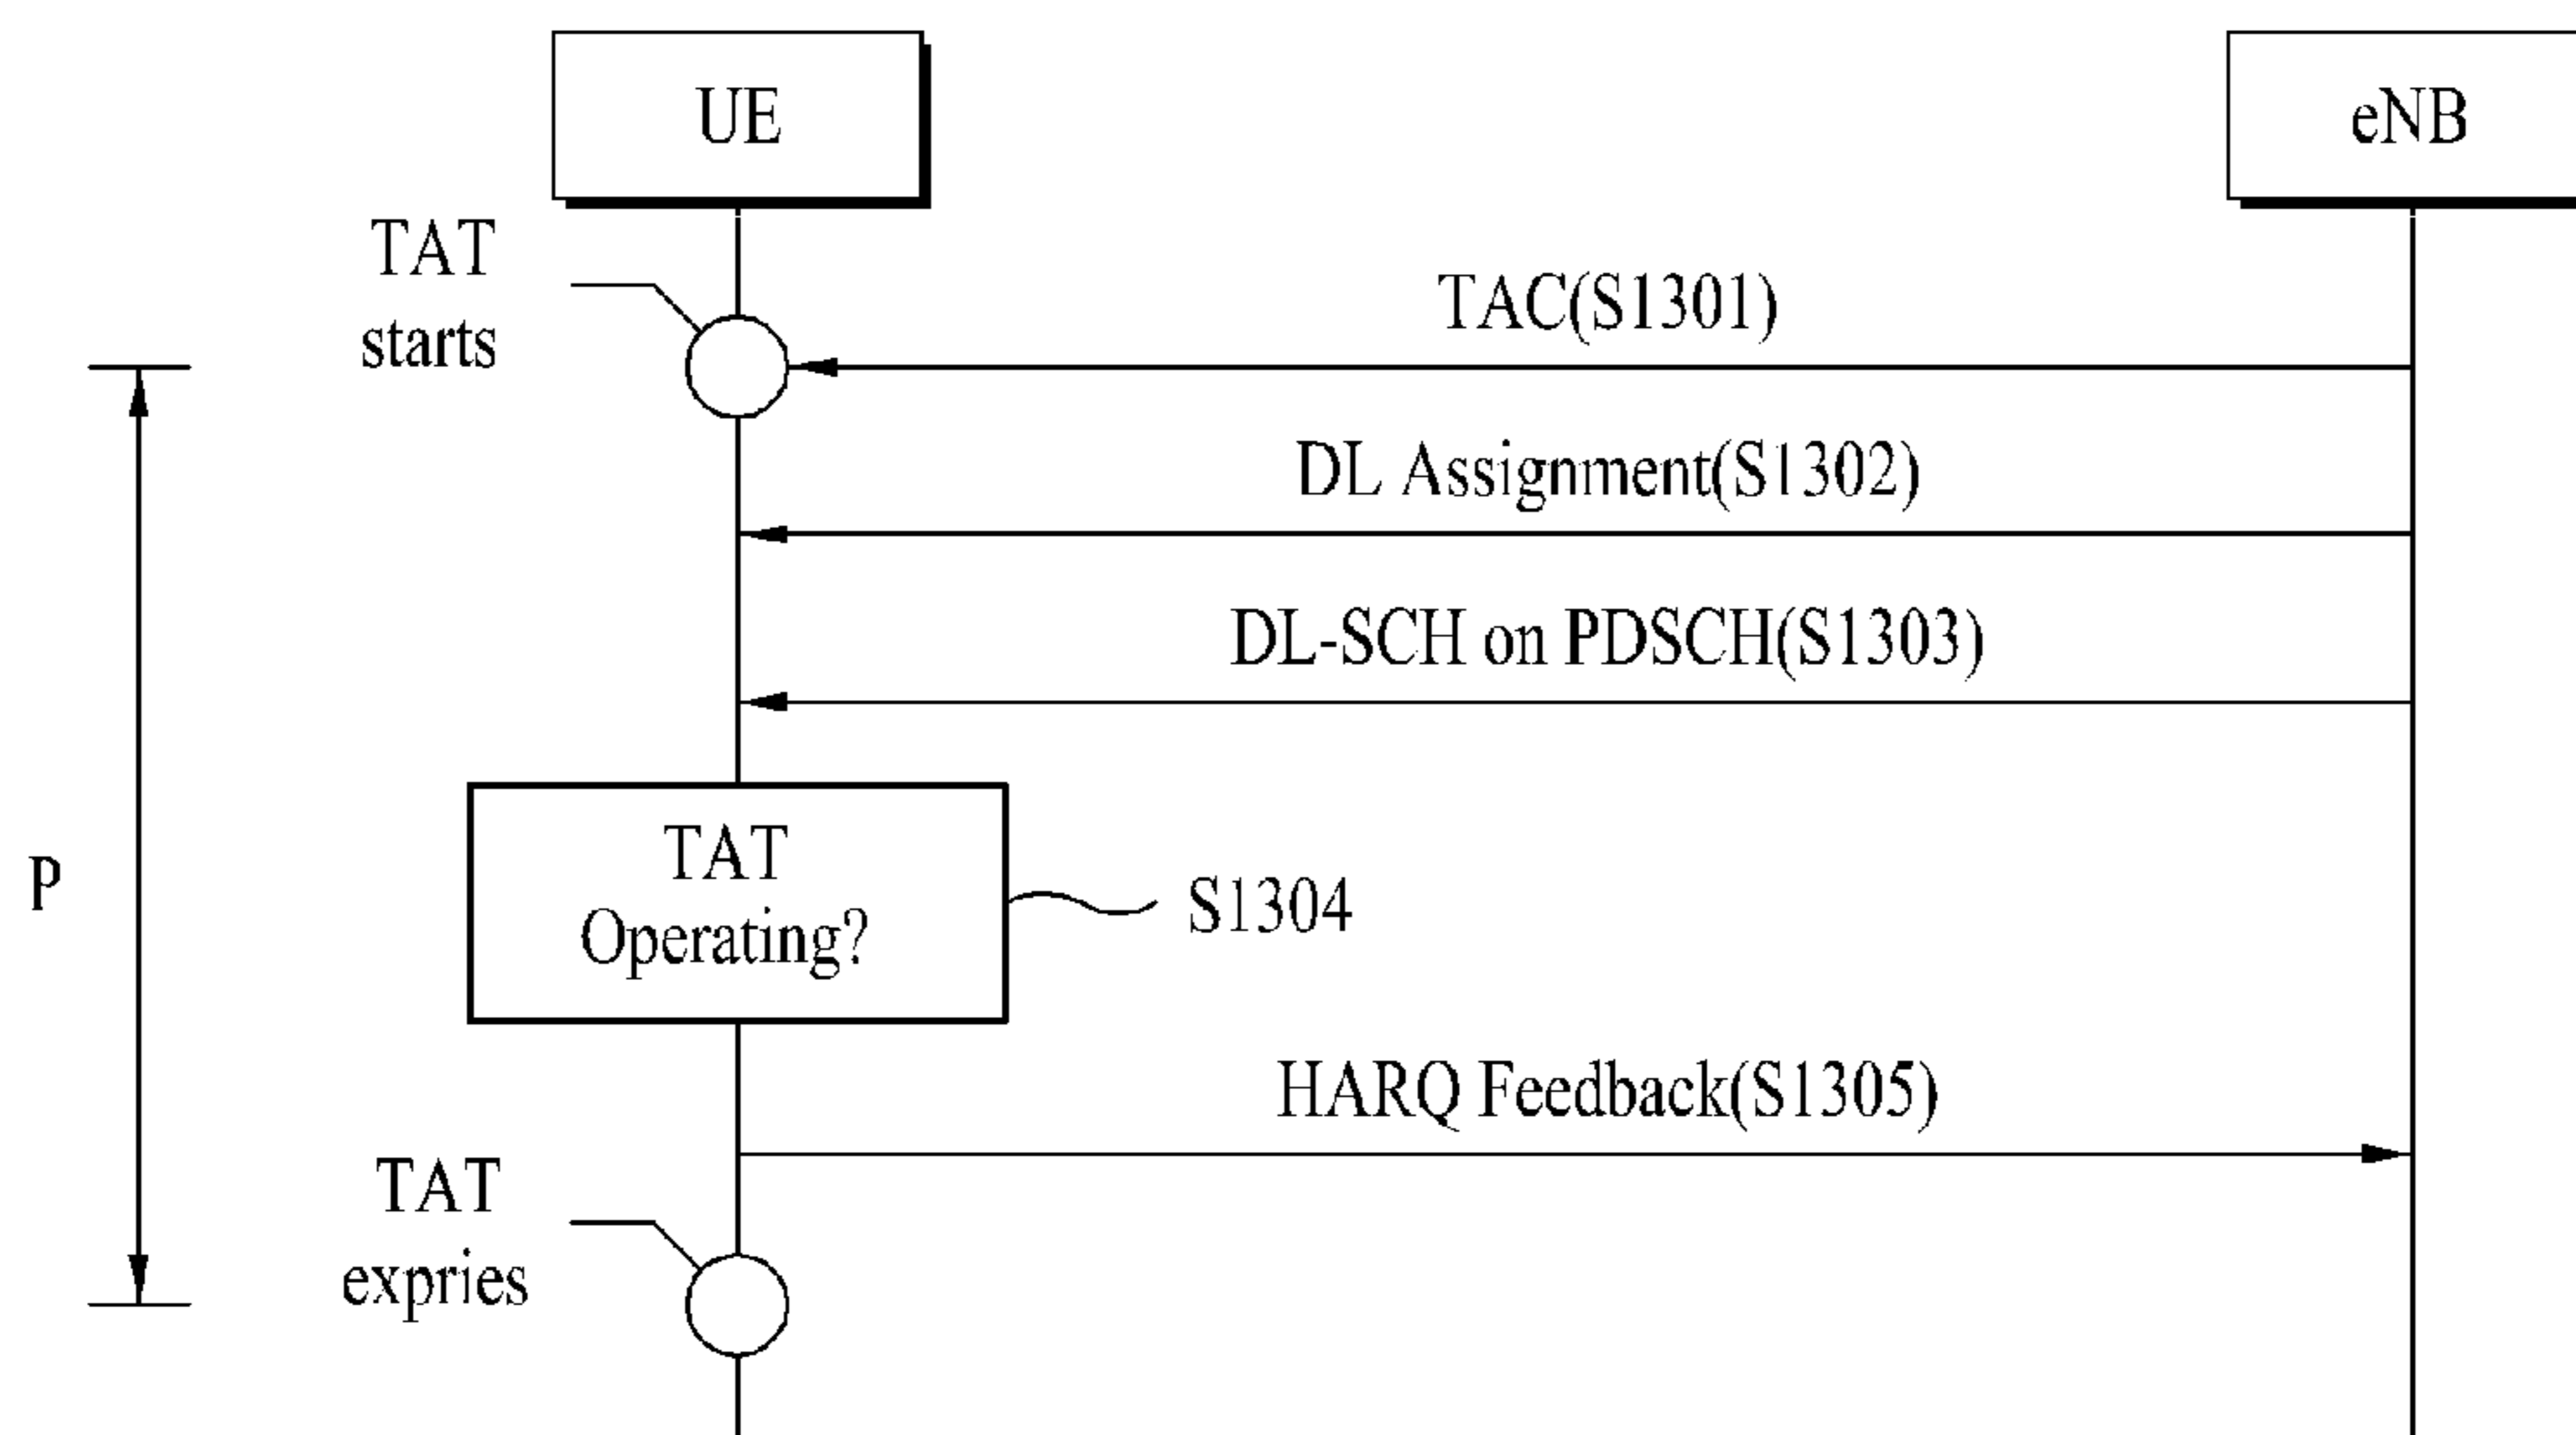 UE
eNB
TAT
starts
TAC(S1301)
DL Assignment(S1302)
DL-SCH on PDSCH(S1303)
P
TAT
Operating?
S1304
HARQ Feedback(S1305)
TAT
expries